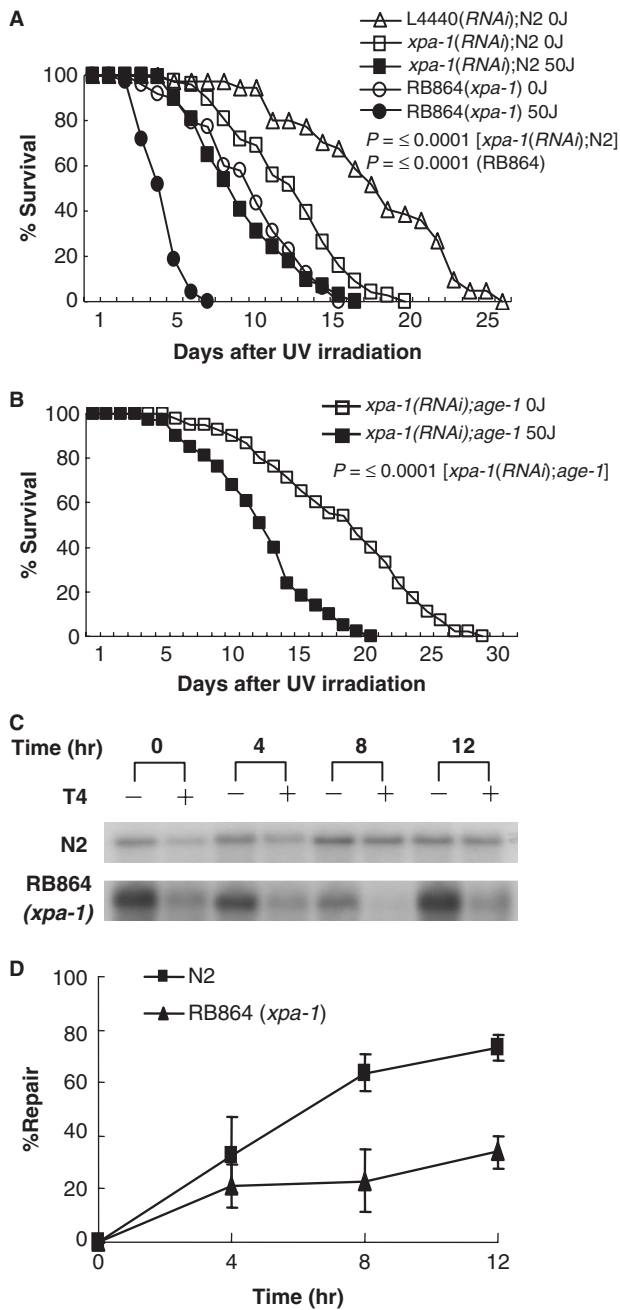 A
L4440(RNAi);N2 0J
xpa-1(RNAi);N2 0J
xpa-1(RNAi);N2 50J
RB864(xpa-1) 0J
RB864(xpa-1) 50J
P = ≤ 0.0001 [xpa-1(RNAi);N2]
P = ≤ 0.0001 (RB864)
% Survival
100
80
60
40
20
0
1 5 10 15 20 25
Days after UV irradiation
B
xpa-1(RNAi);age-1 0J
xpa-1(RNAi);age-1 50J
P = ≤ 0.0001 [xpa-1(RNAi);age-1]
% Survival
100
80
60
40
20
0
1 5 10 15 20 25 30
Days after UV irradiation
C
Time (hr) 0 4 8 12
T4 − + − + − + − +
N2
RB864
(xpa-1)
D
N2
RB864 (xpa-1)
%Repair
100
80
60
40
20
0
0 4 8 12
Time (hr)